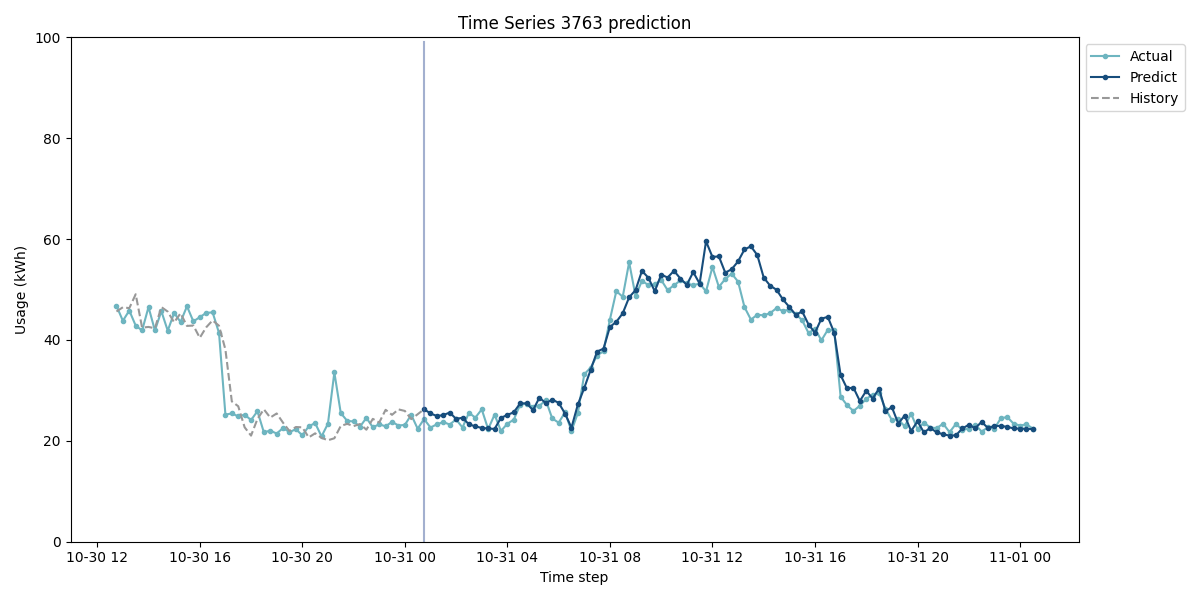 Time Series 3763 prediction
Usage (kWh)
100
80
60
40
20
0
10-30 12
10-30 16
10-30 20
10-31 00
10-31 04
10-31 08
10-31 12
10-31 16
10-31 20
11-01 00
Time step
Actual
Predict
History